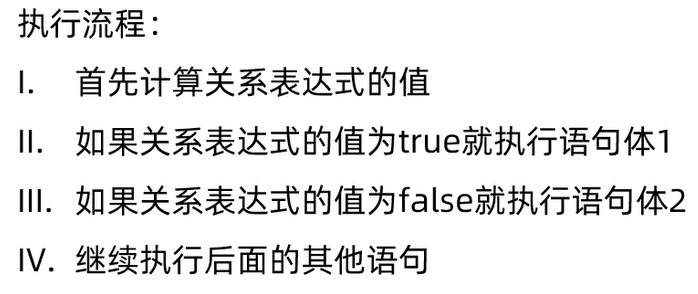 执行流程：
I. 首先计算关系表达式的值
II. 如果关系表达式的值为true就执行语句体1
III. 如果关系表达式的值为false就执行语句体2
IV. 继续执行后面的其他语句